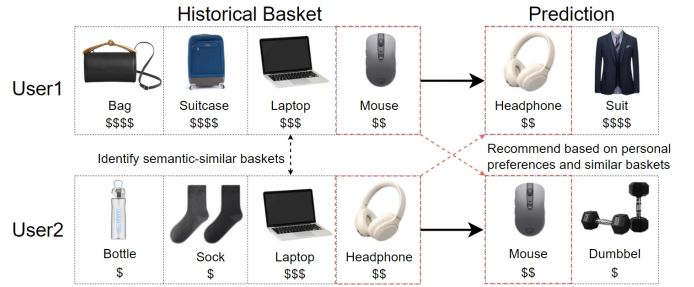 Historical Basket
Prediction
User1
Bag
$$$$
Suitcase
$$$$
Laptop
$$$
Mouse
$$
Headphone
$$
Suit
$$$$
Identify semantic-similar baskets
Recommend based on personal
preferences and similar baskets
User2
Bottle
$
Sock
$
Laptop
$$$
Headphone
$$
Mouse
$$
Dumbbel
$